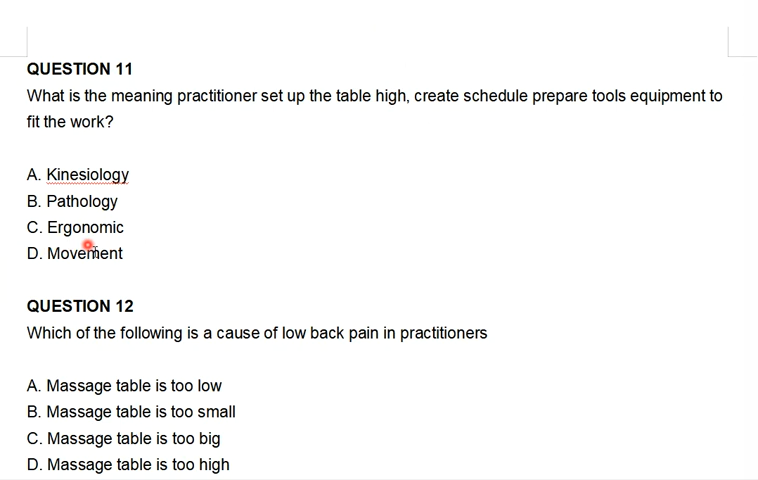 QUESTION 11
What is the meaning practitioner set up the table high, create schedule prepare tools equipment to
fit the work?
A. Kinesiology
B. Pathology
C. Ergonomic
D. Movement
QUESTION 12
Which of the following is a cause of low back pain in practitioners
A. Massage table is too low
B. Massage table is too small
C. Massage table is too big
D. Massage table is too high